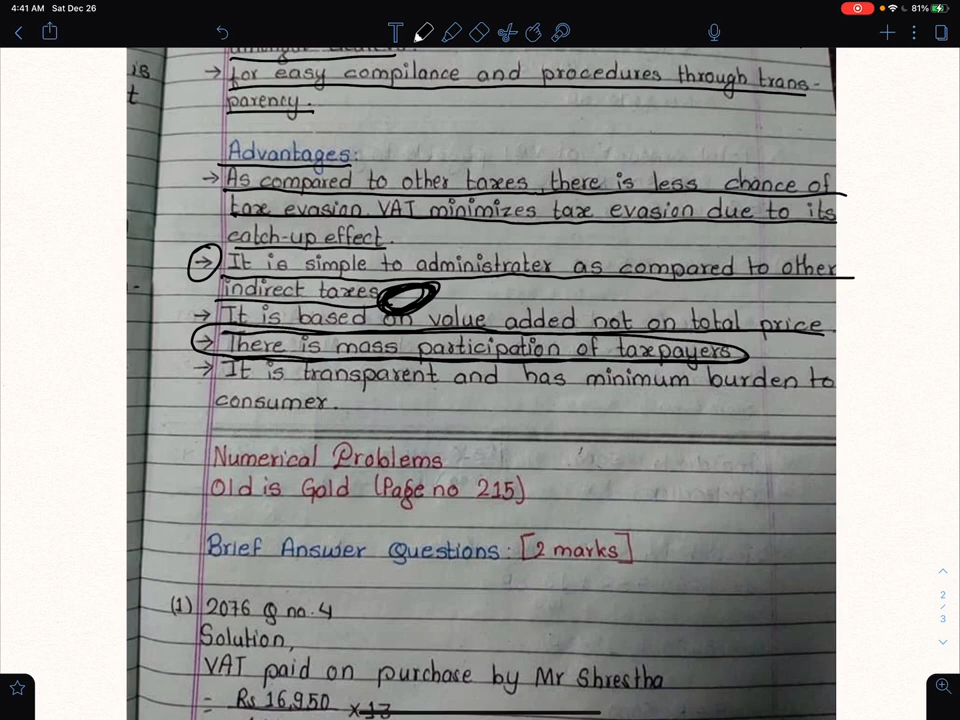 4:41 AM Sat Dec 26
81%
is
→ for easy compilance and procedures through trans-
t
parency.
Advantages:
→ As compared to other taxes, there is less chance of
tax evasion. VAT minimizes tax evasion due to its
catch-up effect.
→ It is simple to administrater as compared to other
indirect taxes
→ It is based on value added not on total price.
→ There is mass participation of taxpayers
→ It is transparent and has minimum burden to
consumer.
Numerical Problems
Old is Gold (Page no 215)
Brief Answer Questions: [2 marks]
(1) 2076 Q no. 4
Solution,
VAT paid on purchase by Mr Shrestha
= Rs 16,950 × 13
2
/
3